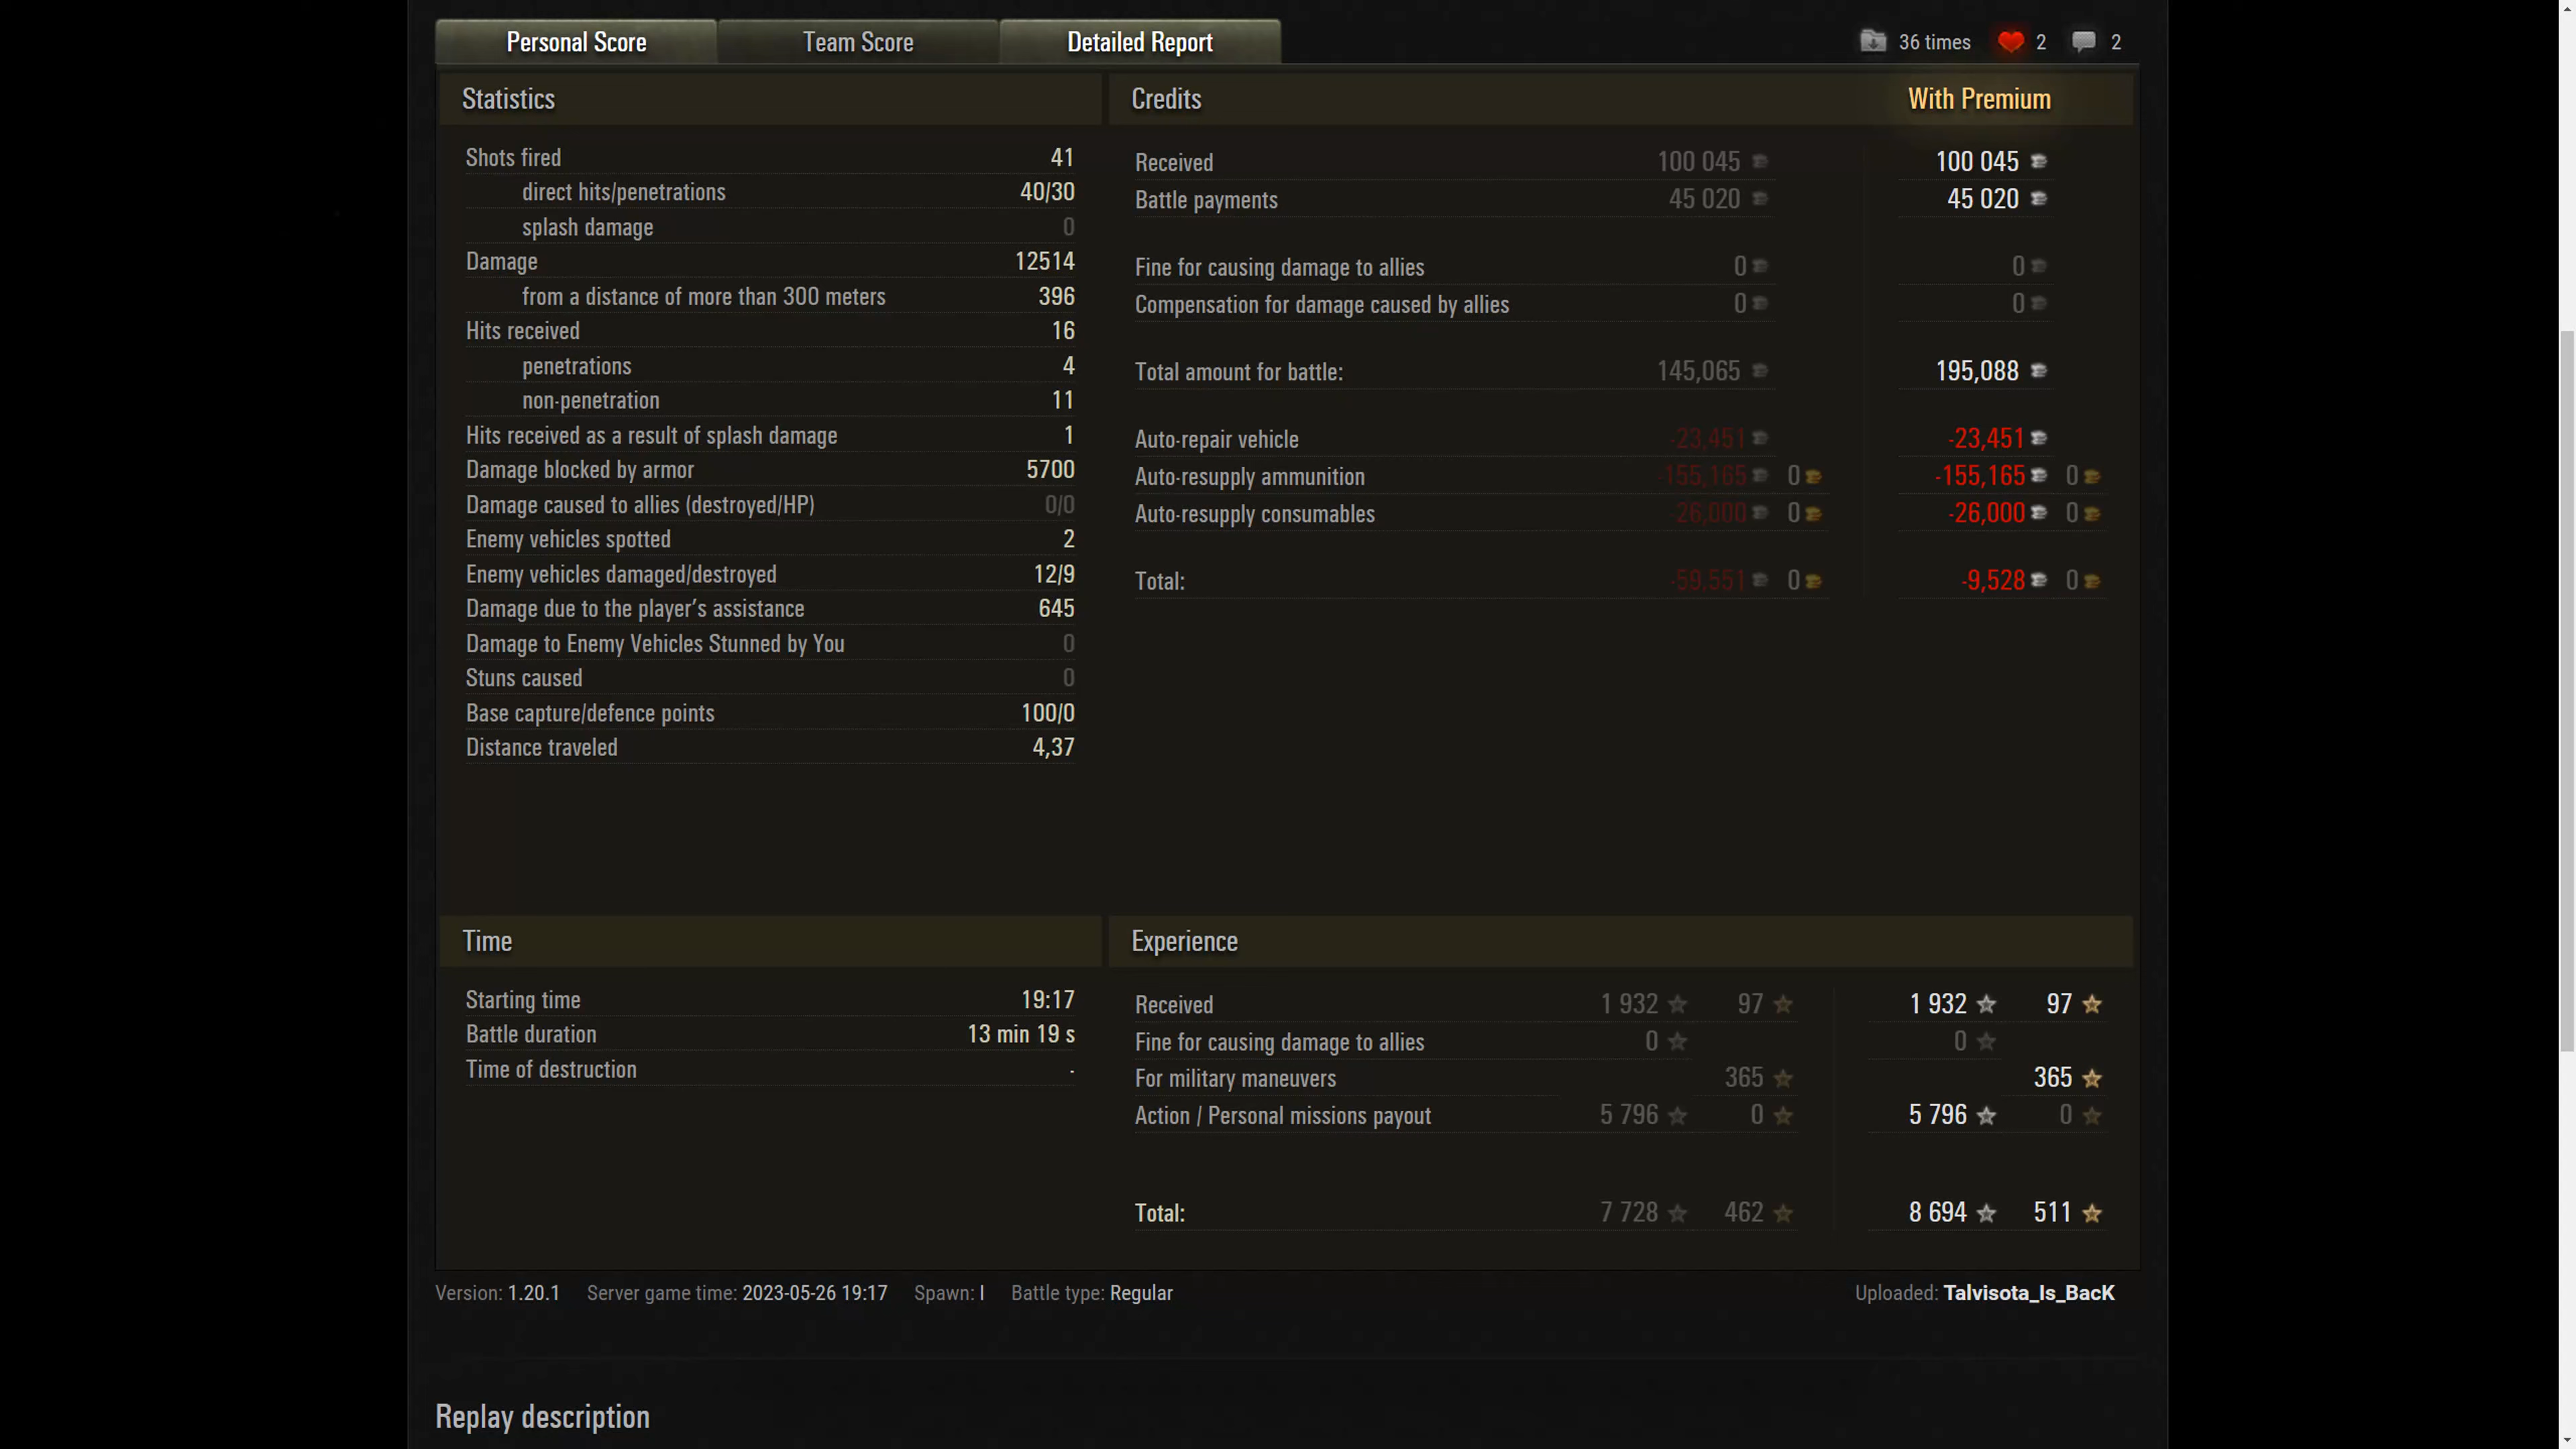 Personal Score Team Score Detailed Report 36 times 2 2
Statistics
Shots fired 41
direct hits/penetrations 40/30
splash damage 0
Damage 12514
from a distance of more than 300 meters 396
Hits received 16
penetrations 4
non-penetration 11
Hits received as a result of splash damage 1
Damage blocked by armor 5700
Damage caused to allies (destroyed/HP) 0/0
Enemy vehicles spotted 2
Enemy vehicles damaged/destroyed 12/9
Damage due to the player's assistance 645
Damage to Enemy Vehicles Stunned by You 0
Stuns caused 0
Base capture/defence points 100/0
Distance traveled 4,37
Credits With Premium
Received 100 045 100 045
Battle payments 45 020 45 020
Fine for causing damage to allies 0 0
Compensation for damage caused by allies 0 0
Total amount for battle: 145,065 195,088
Auto-repair vehicle -23,451 -23,451
Auto-resupply ammunition -155,165 0 -155,165 0
Auto-resupply consumables -26,000 0 -26,000 0
Total: -59,551 0 -9,528 0
Time
Starting time 19:17
Battle duration 13 min 19 s
Time of destruction -
Experience
Received 1 932 97 1 932 97
Fine for causing damage to allies 0 0
For military maneuvers 365 365
Action / Personal missions payout 5 796 0 5 796 0
Total: 7 728 462 8 694 511
Version: 1.20.1 Server game time: 2023-05-26 19:17 Spawn: I Battle type: Regular Uploaded: Talvisota_Is_BacK
Replay description